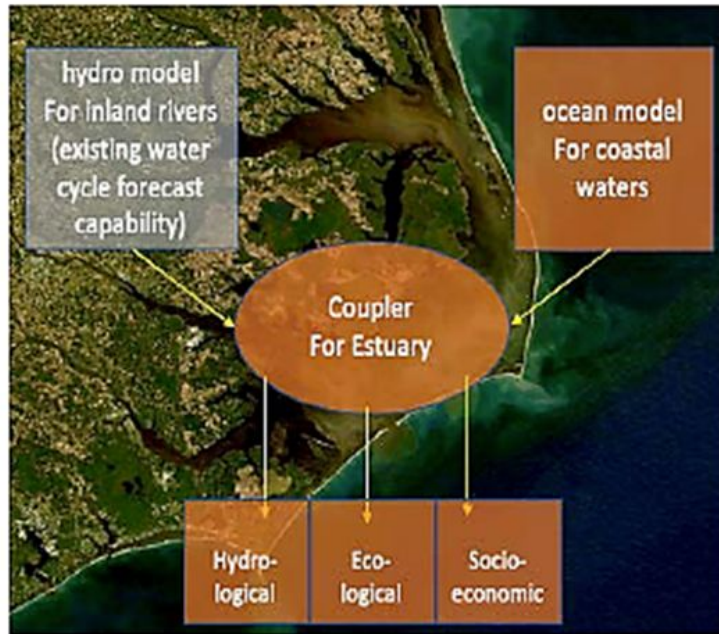 hydro model
For inland rivers
(existing water
cycle forecast
capability)
ocean model
For coastal
waters
Coupler
For Estuary
Hydro-
logical
Eco-
logical
Socio-
economic